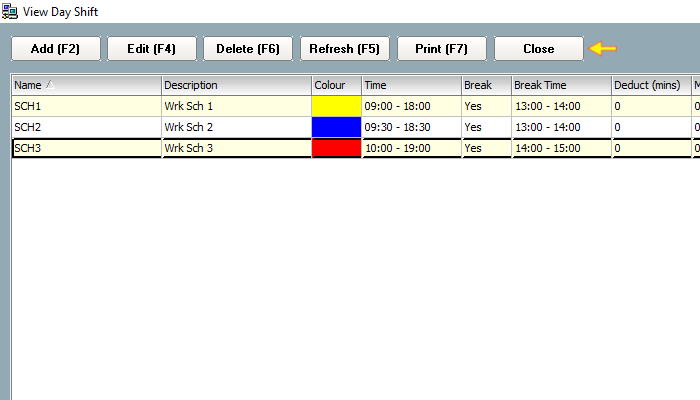 View Day Shift
Add (F2) Edit (F4) Delete (F6) Refresh (F5) Print (F7) Close
Name Description Colour Time Break Break Time Deduct (mins) M
SCH1 Wrk Sch 1 09:00 - 18:00 Yes 13:00 - 14:00 0 0
SCH2 Wrk Sch 2 09:30 - 18:30 Yes 13:00 - 14:00 0 0
SCH3 Wrk Sch 3 10:00 - 19:00 Yes 14:00 - 15:00 0 0